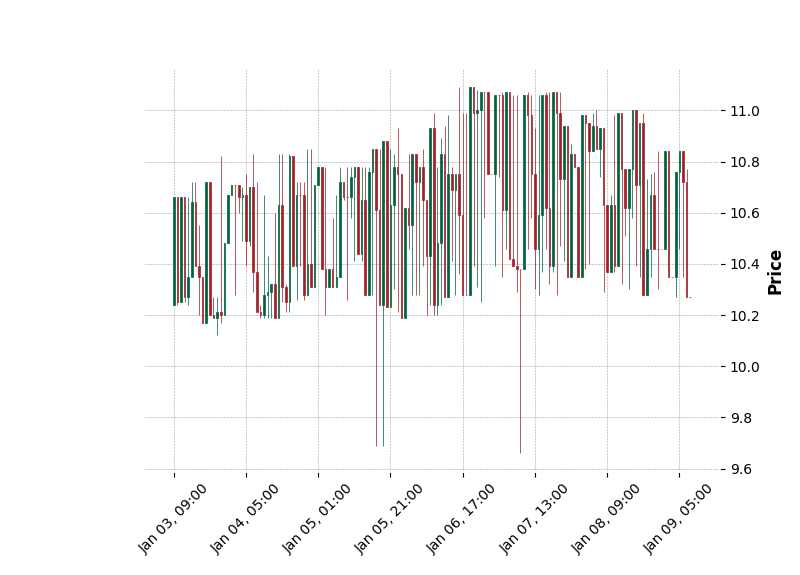 11.0
10.8
10.6
10.4
10.2
10.0
9.8
9.6
Price
Jan 03, 09:00
Jan 04, 05:00
Jan 05, 01:00
Jan 05, 21:00
Jan 06, 17:00
Jan 07, 13:00
Jan 08, 09:00
Jan 09, 05:00